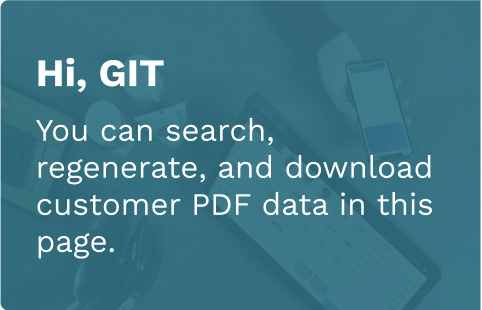 Hi, GIT
You can search,
regenerate, and download
customer PDF data in this
page.